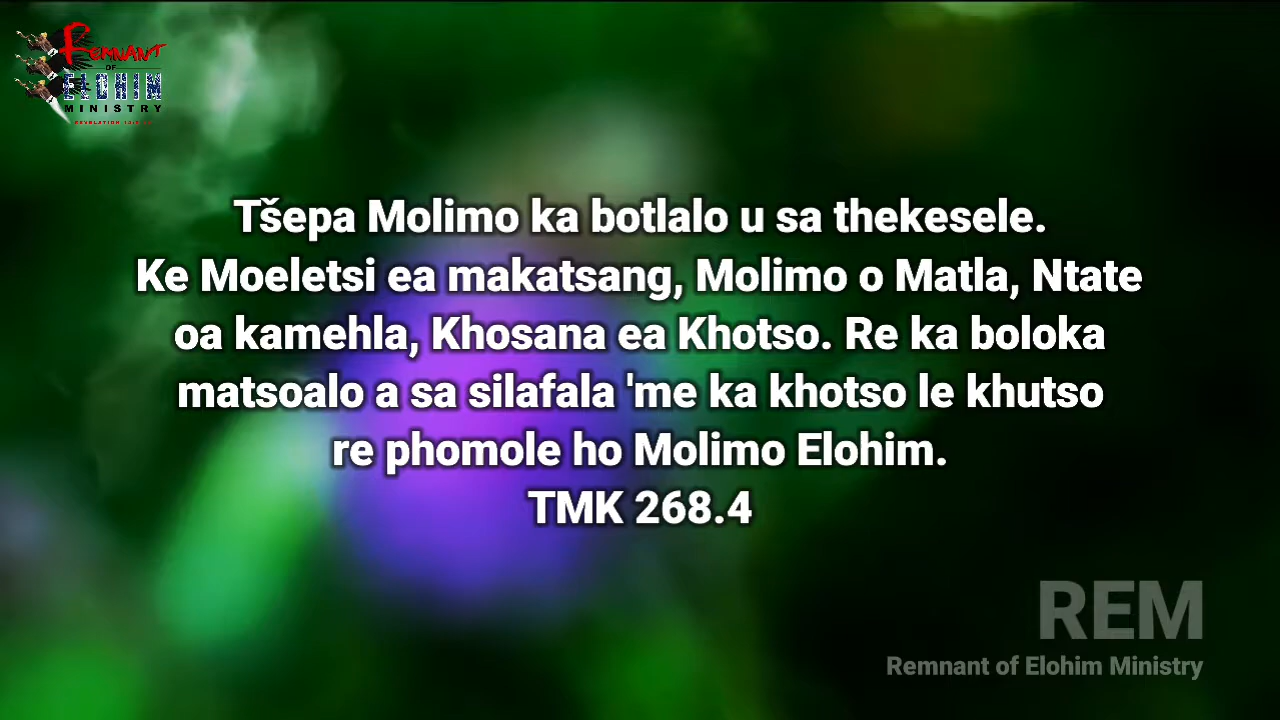 REMNANT
OF
ELOHIM
MINISTRY
Tšepa Molimo ka botlalo u sa thekesele.
Ke Moeletsi ea makatsang, Molimo o Matla, Ntate
oa kamehla, Khosana ea Khotso. Re ka boloka
matsoalo a sa silafala 'me ka khotso le khutso
re phomole ho Molimo Elohim.
TMK 268.4
REM
Remnant of Elohim Ministry